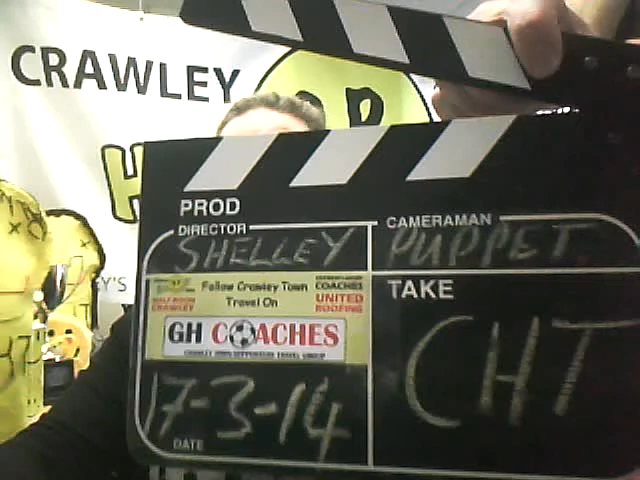 CRAWLEY
H
PROD
DIRECTOR
SHELLEY
CAMERAMAN
PUPPET
Follow Crawley Town
Travel On
COACHES
UNITED
ROOFING
GH COACHES
TAKE
CHT
17-3-14
DATE